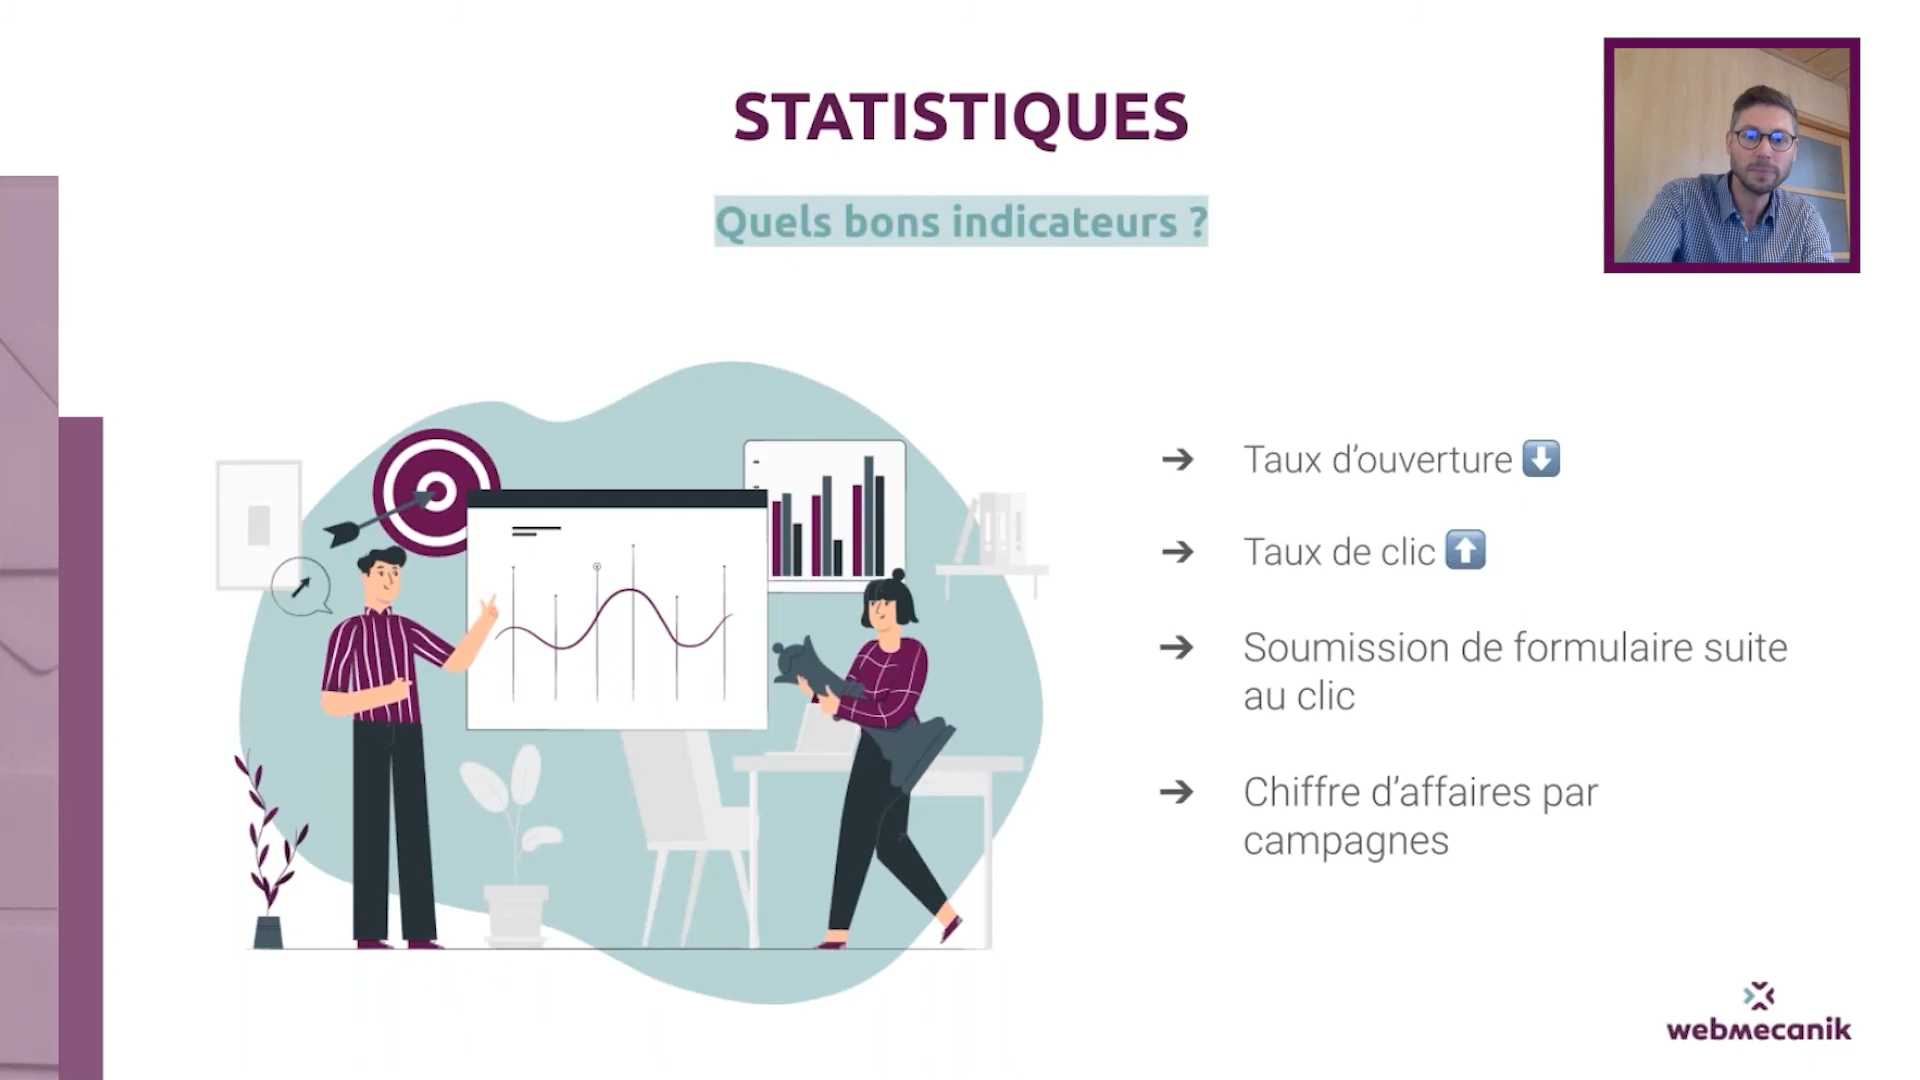 STATISTIQUES
Quels bons indicateurs ?
➔ Taux d’ouverture ⬇️
➔ Taux de clic ⬆️
➔ Soumission de formulaire suite
au clic
➔ Chiffre d’affaires par
campagnes
webmecanik